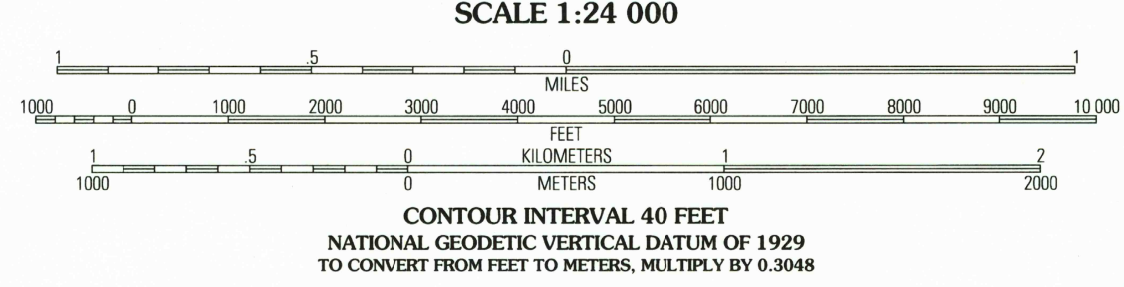 SCALE 1:24 000
1 .5 0 1
MILES
1000 0 1000 2000 3000 4000 5000 6000 7000 8000 9000 10 000
FEET
1 .5 0 KILOMETERS 1 2
1000 0 METERS 1000 2000
CONTOUR INTERVAL 40 FEET
NATIONAL GEODETIC VERTICAL DATUM OF 1929
TO CONVERT FROM FEET TO METERS, MULTIPLY BY 0.3048